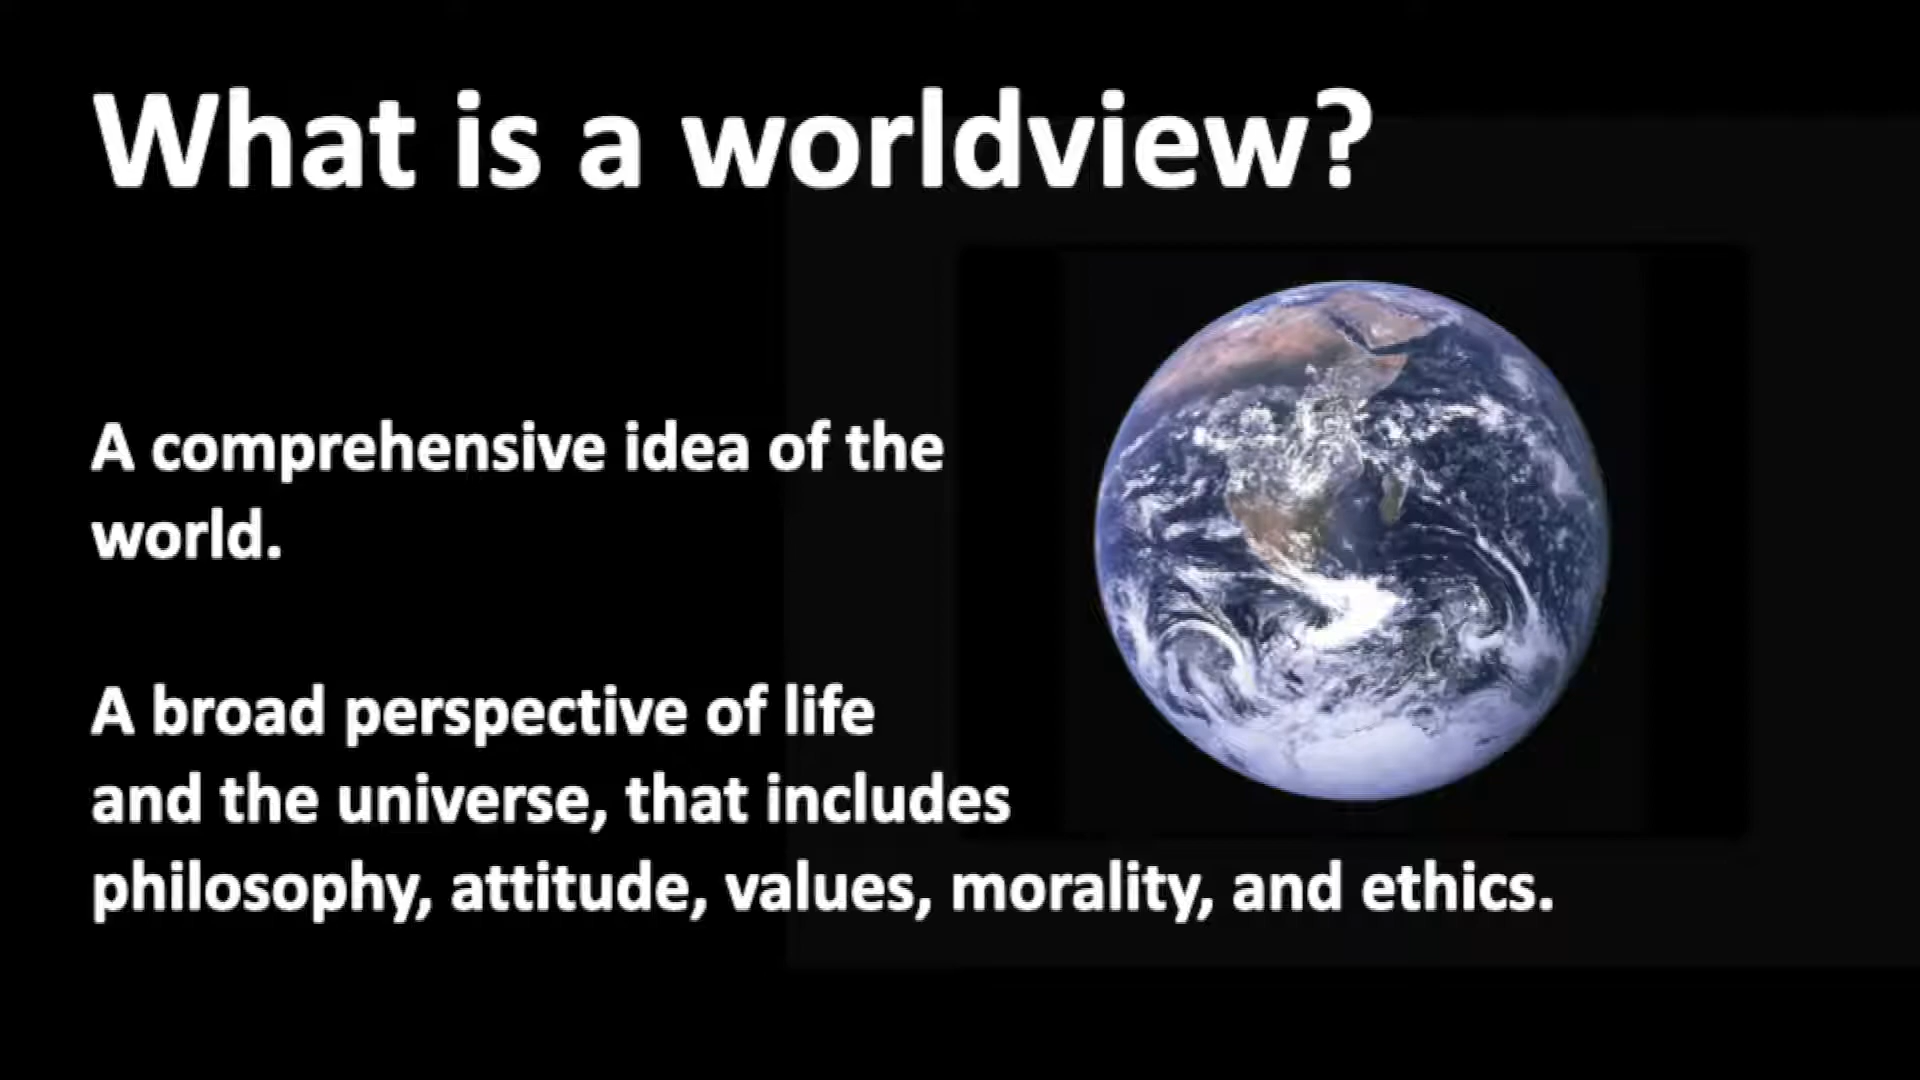 What is a worldview?
A comprehensive idea of the
world.
A broad perspective of life
and the universe, that includes
philosophy, attitude, values, morality, and ethics.